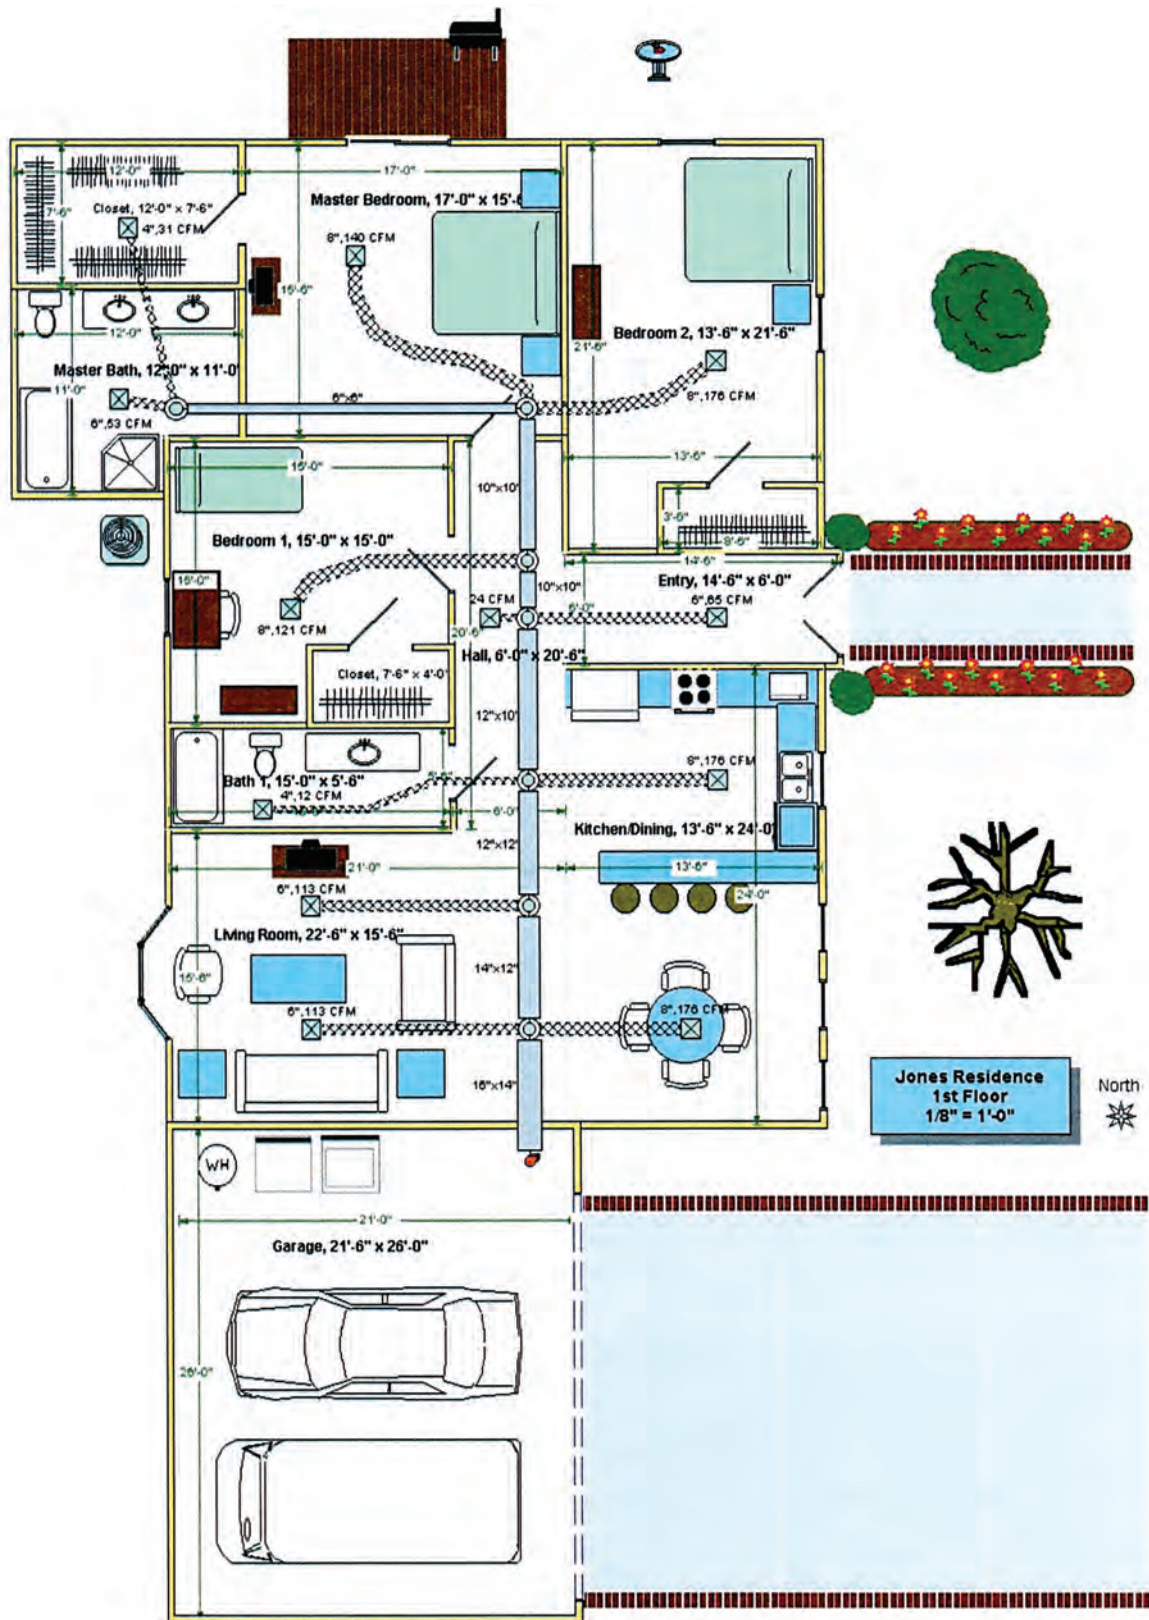 12'-0"
17'-0"
7'-6"
Closet, 12'-0" x 7'-6"
4",31 CFM
Master Bedroom, 17'-0" x 15'-6
8",140 CFM
15'-6"
12'-0"
Master Bath, 12'-0" x 11'-0'
11'-0"
6",53 CFM
6"x6"
Bedroom 2, 13'-6" x 21'-6"
21'-6"
8",176 CFM
13'-6"
3'-6"
8'-6"
15'-0"
10"x10"
Bedroom 1, 15'-0" x 15'-0"
8",121 CFM
24 CFM
10"x10"
14'-6"
Entry, 14'-6" x 6'-0"
6",65 CFM
6'-0"
20'-6"
Hall, 6'-0" x 20'-6"
Closet, 7'-6" x 4'-0'
12"x10"
Bath 1, 15'-0" x 5'-6"
4",12 CFM
6'-0"
8",176 CFM
Kitchen/Dining, 13'-6" x 24'-0'
12"x12"
21'-0"
13'-6"
24'-0"
6",113 CFM
Living Room, 22'-6" x 15'-6"
15'-6"
14"x12"
6",113 CFM
8",176 CFM
16"x14"
Jones Residence
1st Floor
1/8" = 1'-0"
North
WH
21'-0"
Garage, 21'-6" x 26'-0"
26'-0"